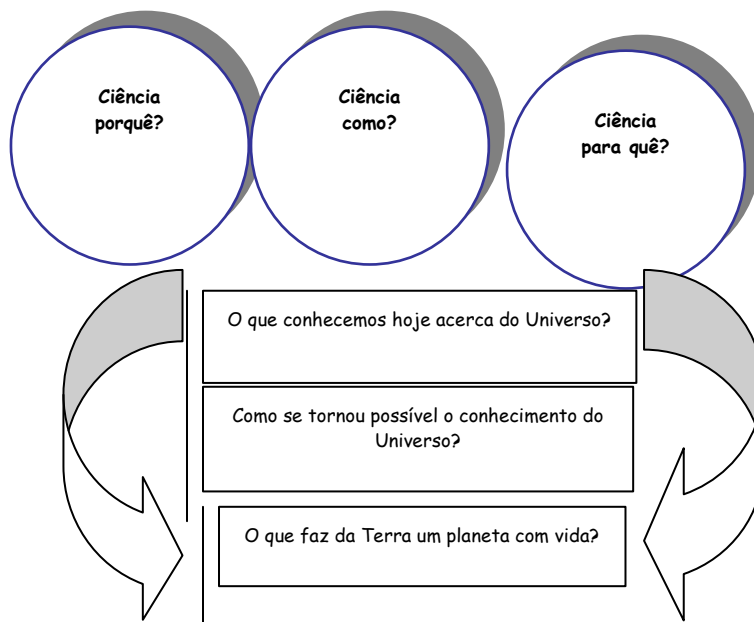 Ciência
porquê?
Ciência
como?
Ciência
para quê?
O que conhecemos hoje acerca do Universo?
Como se tornou possível o conhecimento do
Universo?
O que faz da Terra um planeta com vida?